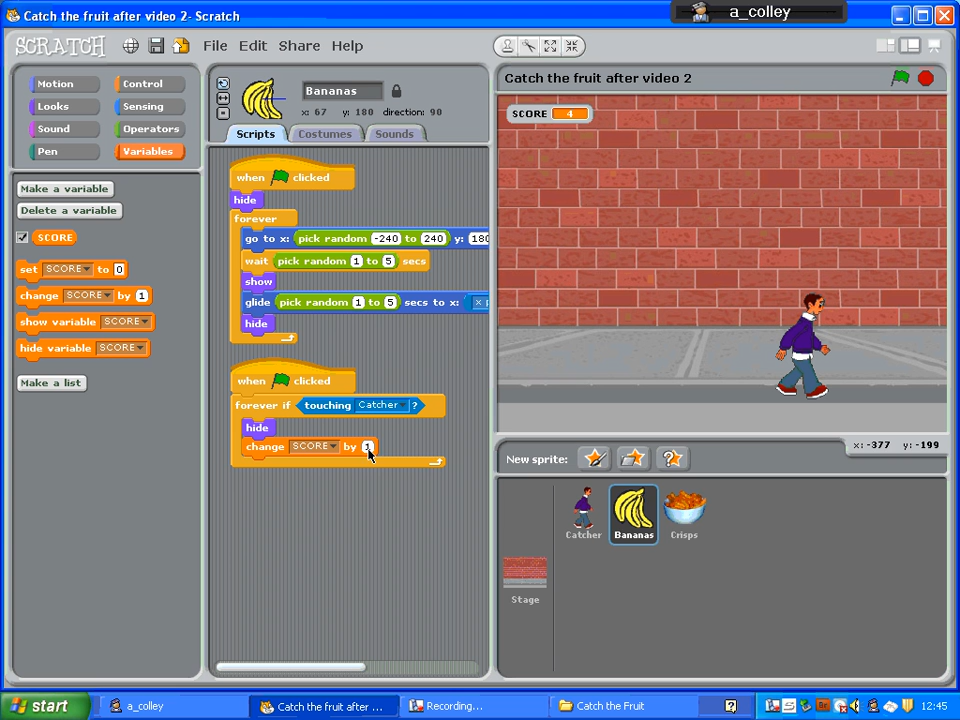 Catch the fruit after video 2- Scratch
a_colley
SCRATCH
File Edit Share Help
Motion Control
Looks Sensing
Sound Operators
Pen Variables
Make a variable
Delete a variable
SCORE
set SCORE to 0
change SCORE by 1
show variable SCORE
hide variable SCORE
Make a list
Bananas
x: 67 y: 180 direction: 90
Scripts Costumes Sounds
when clicked
hide
forever
go to x: pick random -240 to 240 y: 180
wait pick random 1 to 5 secs
show
glide pick random 1 to 5 secs to x: x p
hide
when clicked
forever if touching Catcher ?
hide
change SCORE by 1
Catch the fruit after video 2
SCORE 4
x: -377 y: -199
New sprite:
Catcher Bananas Crisps
Stage
start a_colley Catch the fruit after ... Recording... Catch the Fruit 12:45